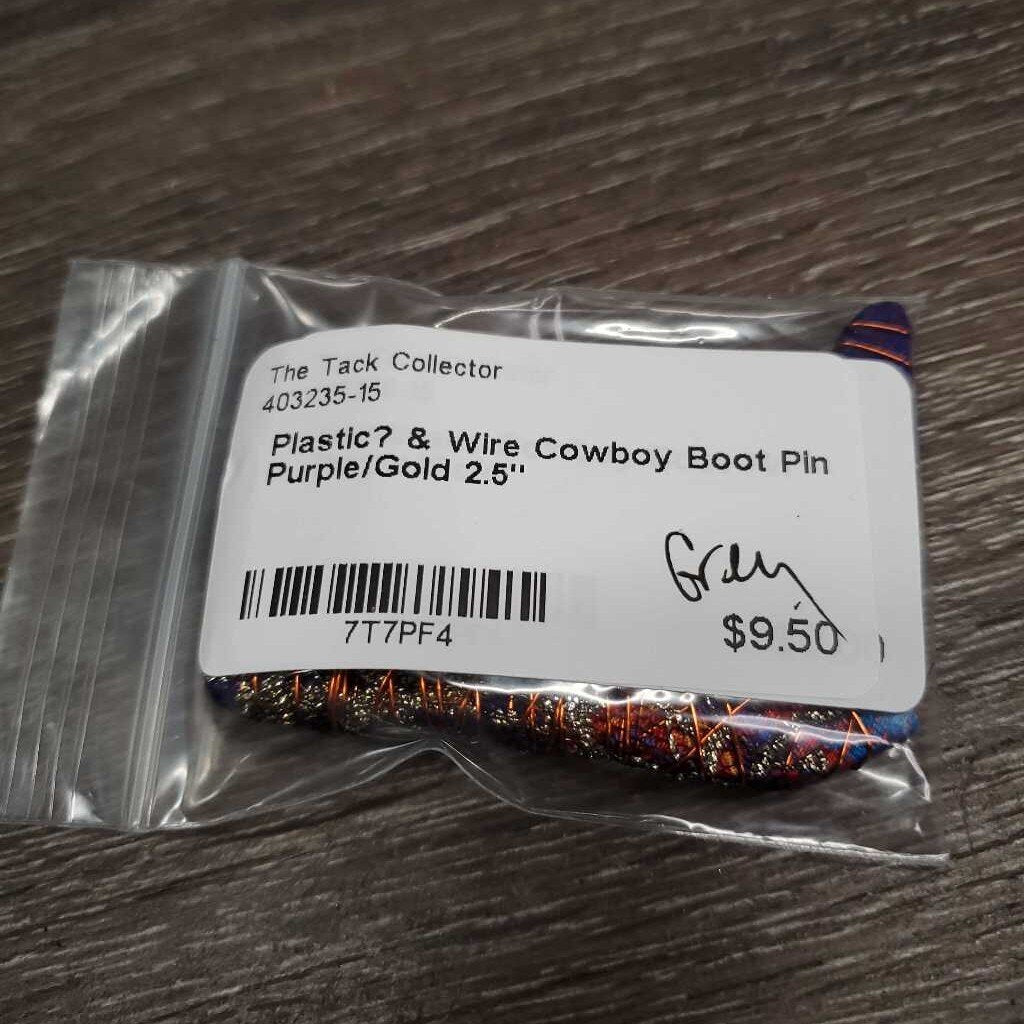 The Tack Collector
403235-15
Plastic? & Wire Cowboy Boot Pin
Purple/Gold 2.5"
7T7PF4
$9.50